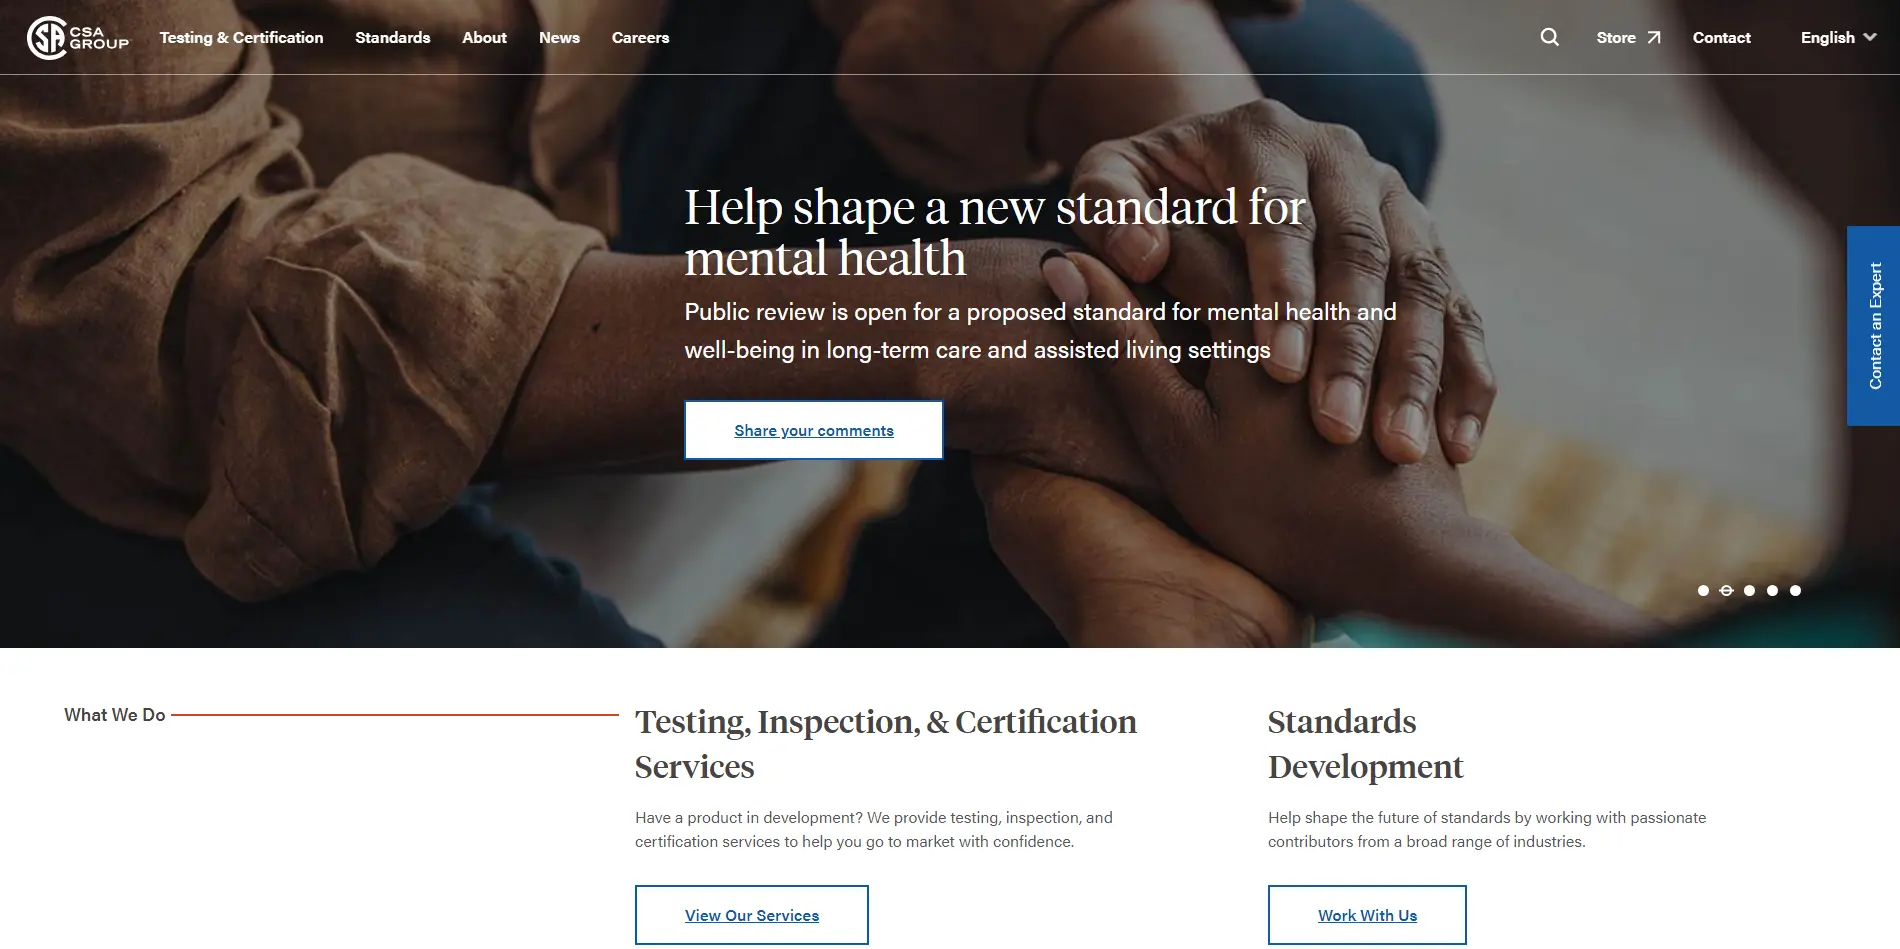 CSA
GROUP
Testing & Certification
Standards
About
News
Careers
Store
Contact
English
Help shape a new standard for
mental health
Public review is open for a proposed standard for mental health and
well-being in long-term care and assisted living settings
Share your comments
Contact an Expert
What We Do
Testing, Inspection, & Certification
Services
Have a product in development? We provide testing, inspection, and
certification services to help you go to market with confidence.
View Our Services
Standards
Development
Help shape the future of standards by working with passionate
contributors from a broad range of industries.
Work With Us